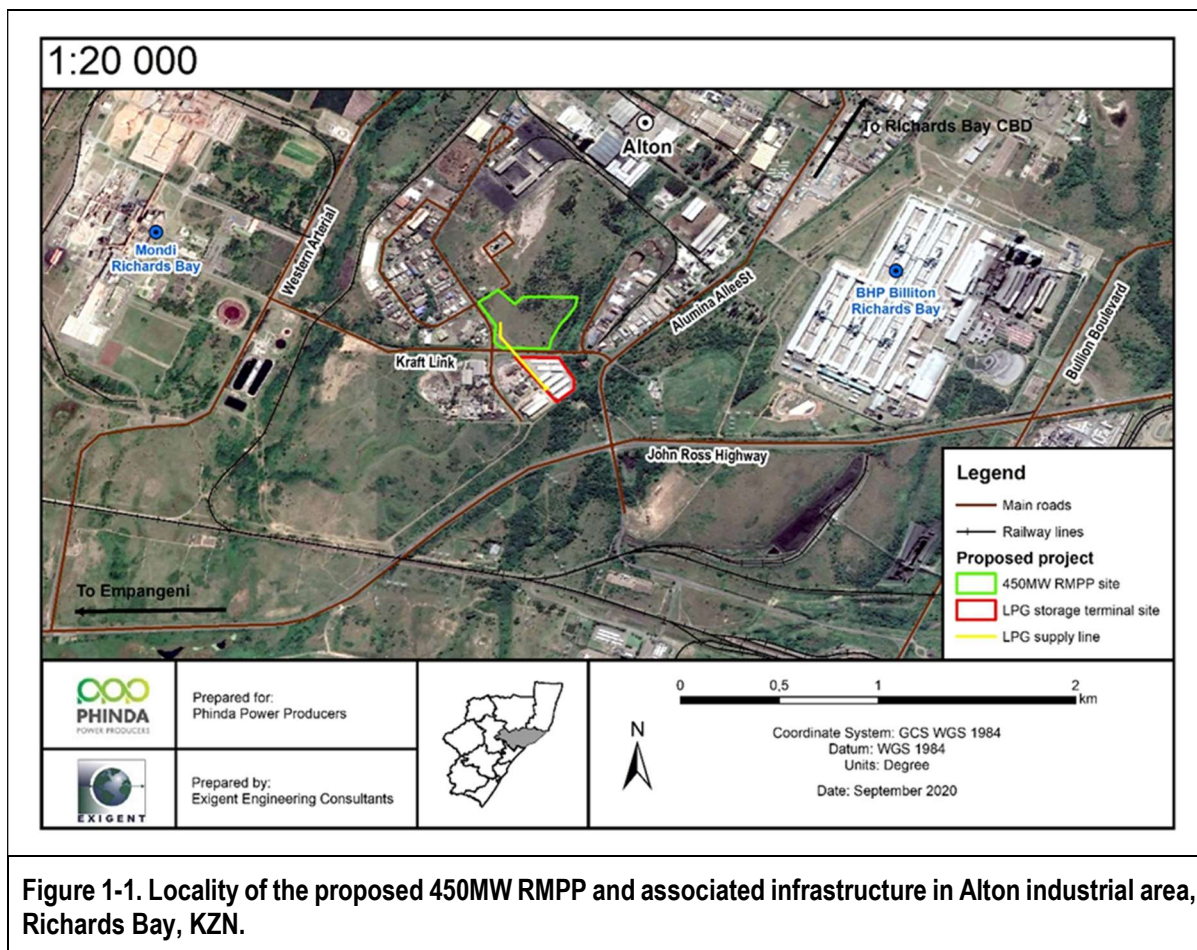 1:20 000
To Richards Bay CBD
Alton
Mondi
Richards Bay
Western Arterial
BHP Billiton
Richards Bay
Alumina AlleeSt
Bullion Boulevard
Kraft Link
John Ross Highway
To Empangeni
Legend
Main roads
Railway lines
Proposed project
450MW RMPP site
LPG storage terminal site
LPG supply line
PHINDA
POWER PRODUCERS
Prepared for:
Phinda Power Producers
EXIGENT
Prepared by:
Exigent Engineering Consultants
N
0 0,5 1 2
km
Coordinate System: GCS WGS 1984
Datum: WGS 1984
Units: Degree
Date: September 2020
Figure 1-1. Locality of the proposed 450MW RMPP and associated infrastructure in Alton industrial area,
Richards Bay, KZN.